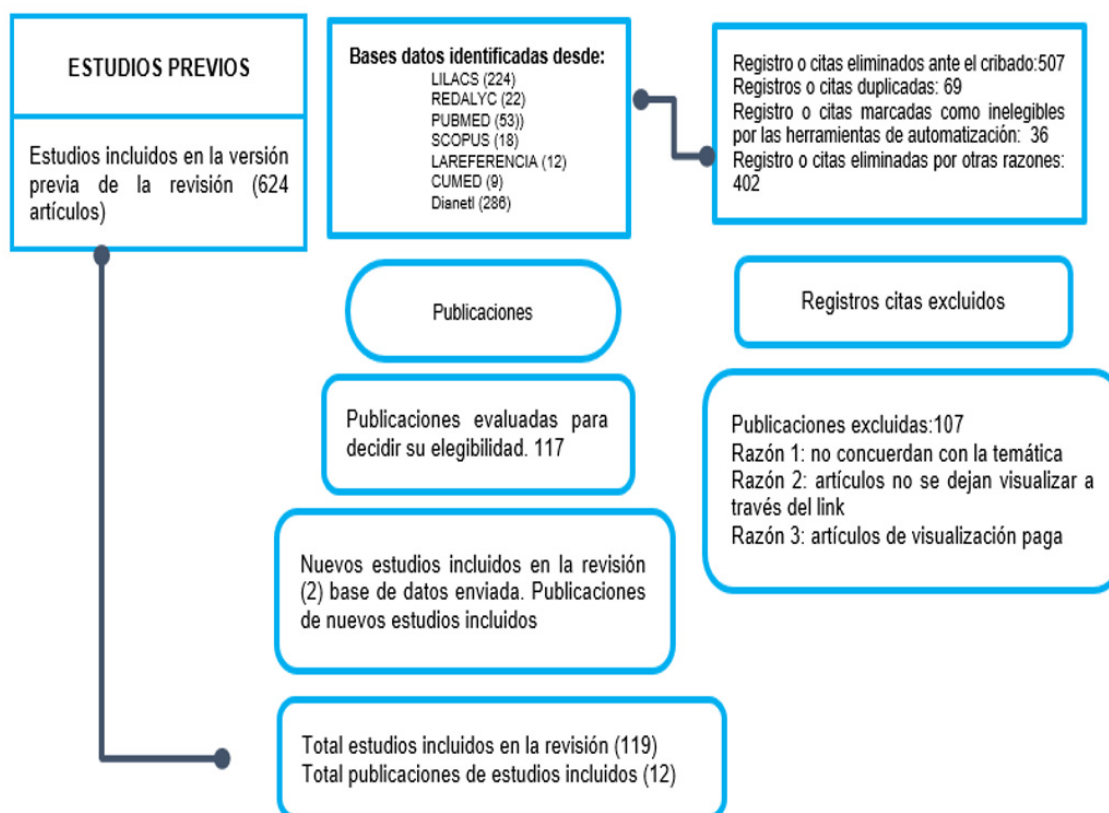 ESTUDIOS PREVIOS
Estudios incluidos en la versión
previa de la revisión (624
artículos)
Bases datos identificadas desde:
LILACS (224)
REDALYC (22)
PUBMED (53))
SCOPUS (18)
LAREFERENCIA (12)
CUMED (9)
Dianetl (286)
Registro o citas eliminados ante el cribado:507
Registros o citas duplicadas: 69
Registro o citas marcadas como inelegibles
por las herramientas de automatización: 36
Registro o citas eliminadas por otras razones:
402
Publicaciones
Registros citas excluidos
Publicaciones evaluadas para
decidir su elegibilidad. 117
Publicaciones excluidas:107
Razón 1: no concuerdan con la temática
Razón 2: artículos no se dejan visualizar a
través del link
Razón 3: artículos de visualización paga
Nuevos estudios incluidos en la revisión
(2) base de datos enviada. Publicaciones
de nuevos estudios incluidos
Total estudios incluidos en la revisión (119)
Total publicaciones de estudios incluidos (12)